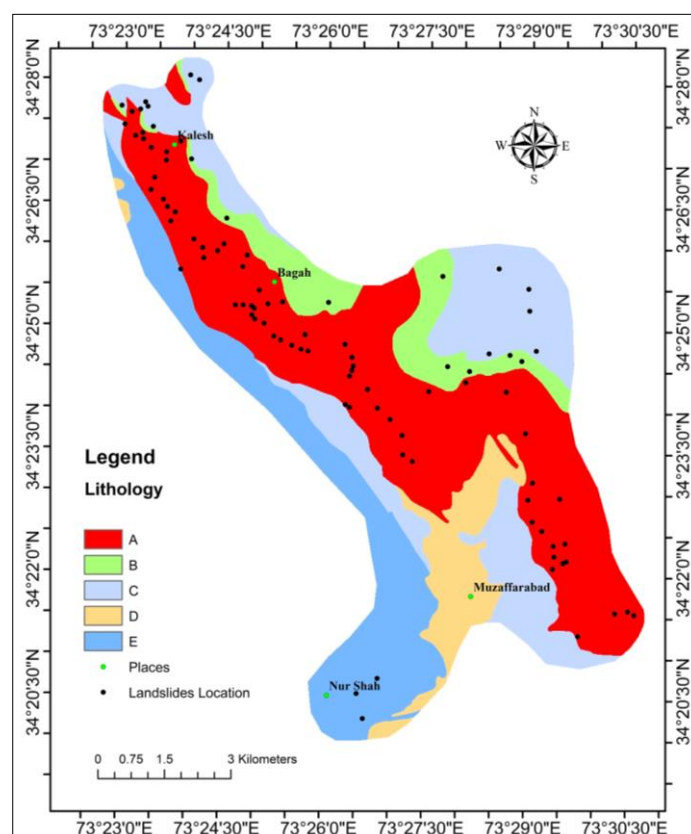 73°23'0"E 73°24'30"E 73°26'0"E 73°27'30"E 73°29'0"E 73°30'30"E
34°28'0"N 34°28'0"N
N
W E
S
Kalesh
34°26'30"N 34°26'30"N
Bagah
34°25'0"N 34°25'0"N
34°23'30"N 34°23'30"N
Legend
Lithology
A
B
C
D
E
Places
Landslides Location
34°22'0"N 34°22'0"N
Muzaffarabad
34°20'30"N 34°20'30"N
Nur Shah
0 0.75 1.5 3 Kilometers
73°23'0"E 73°24'30"E 73°26'0"E 73°27'30"E 73°29'0"E 73°30'30"E